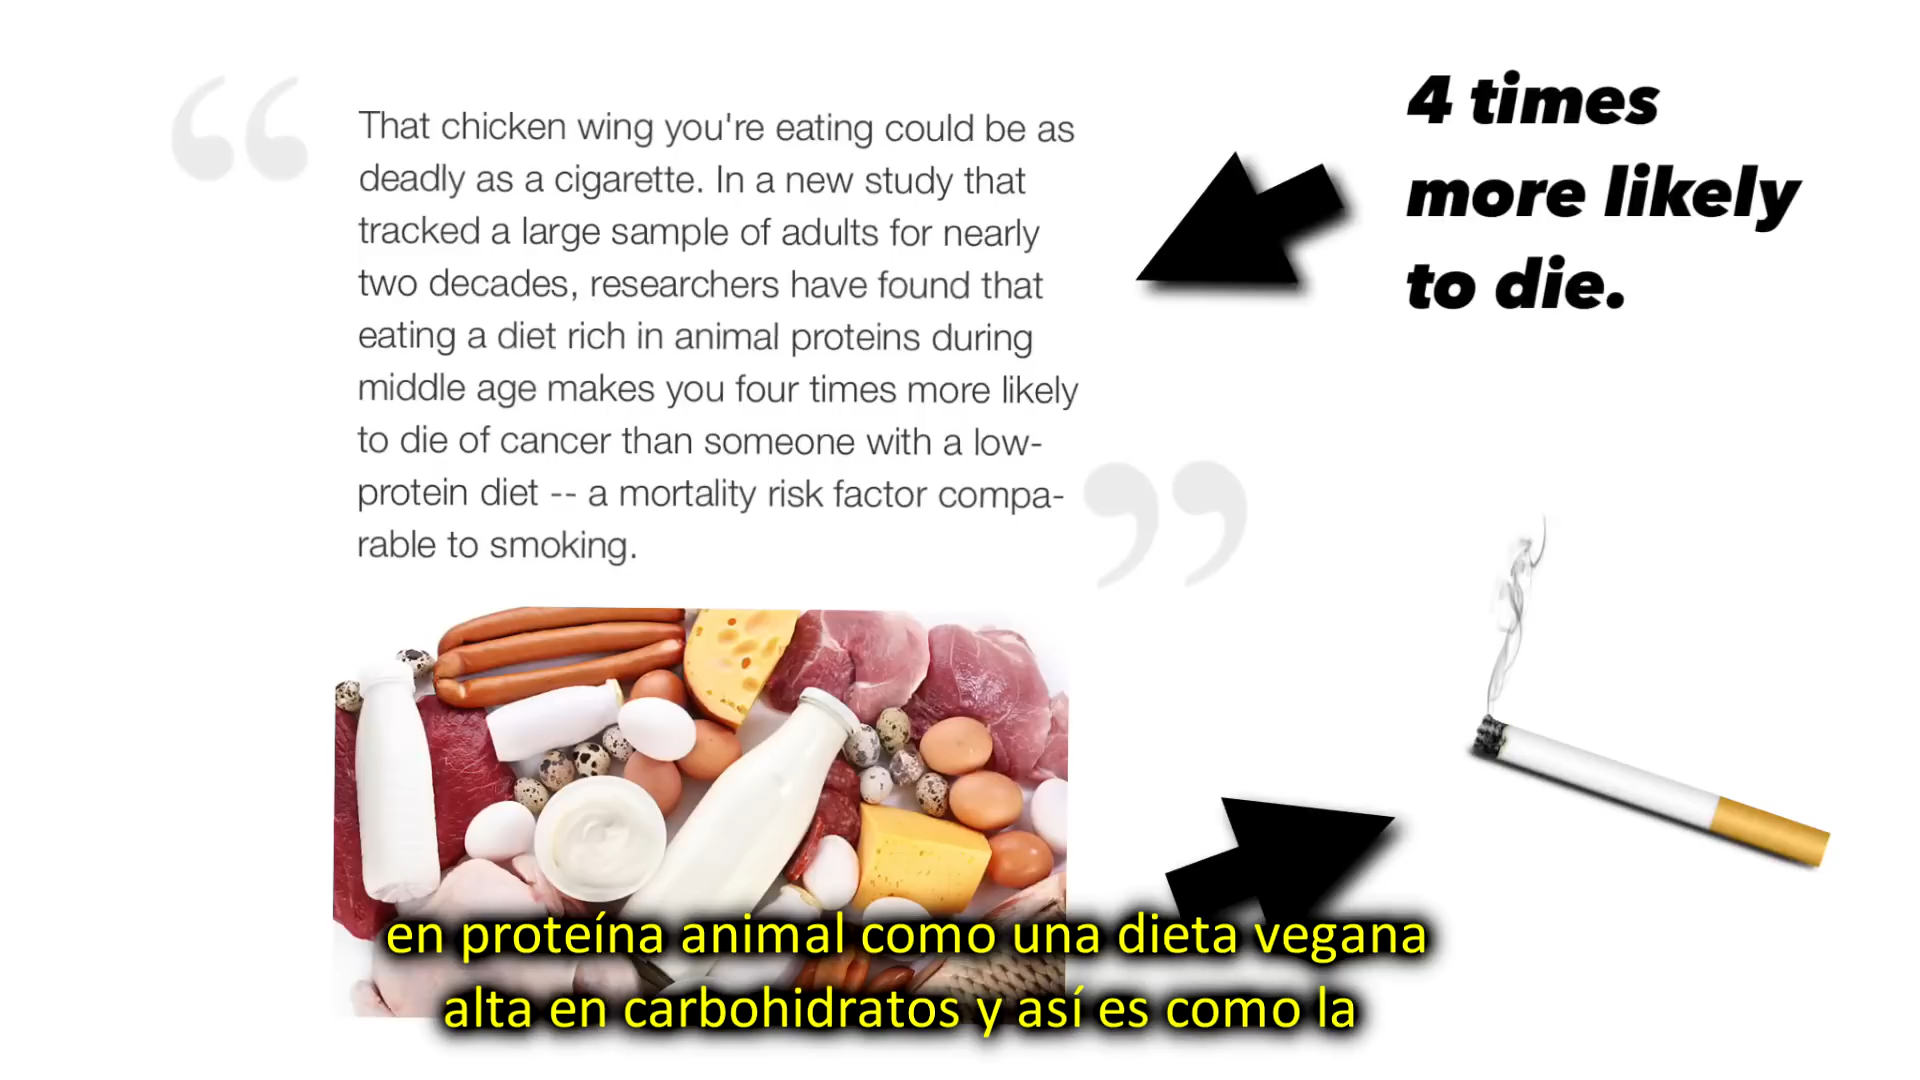 That chicken wing you're eating could be as
deadly as a cigarette. In a new study that
tracked a large sample of adults for nearly
two decades, researchers have found that
eating a diet rich in animal proteins during
middle age makes you four times more likely
to die of cancer than someone with a low-
protein diet -- a mortality risk factor compa-
rable to smoking.
4 times
more likely
to die.
en proteína animal como una dieta vegana
alta en carbohidratos y así es como la